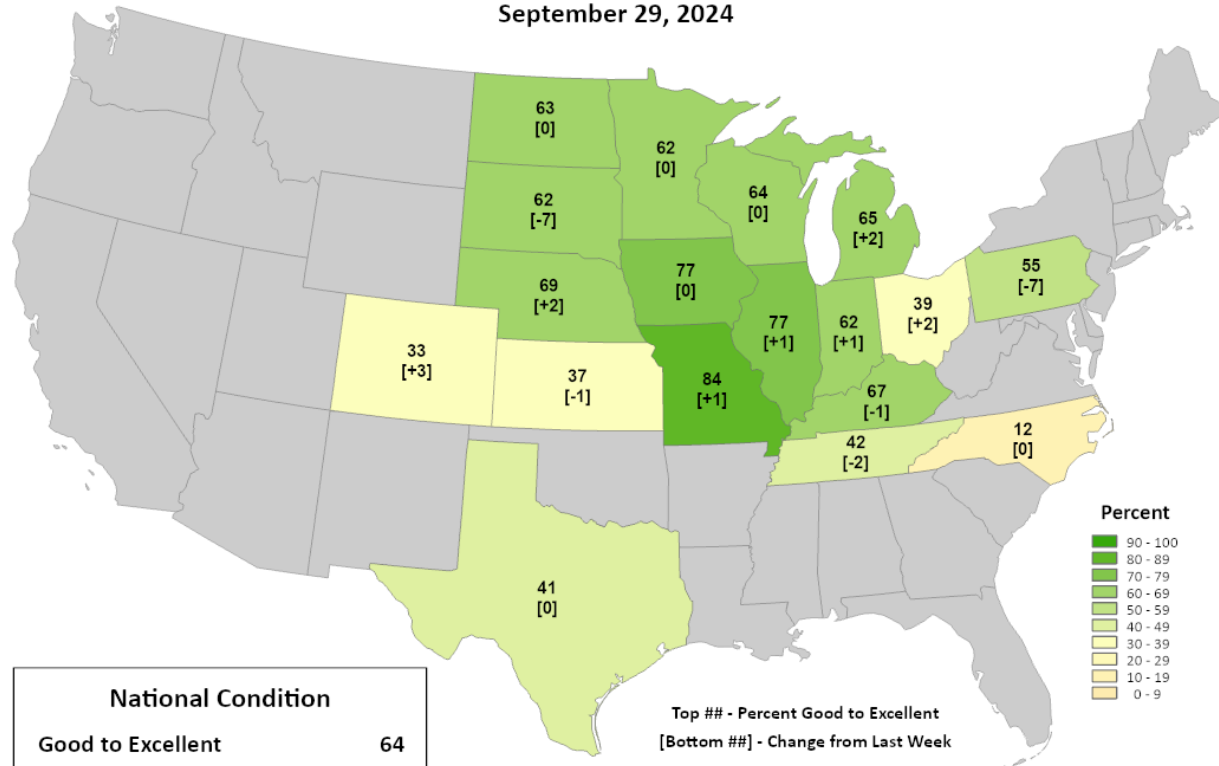 September 29, 2024
63
[0]
62
[0]
62
[-7]
64
[0]
65
[+2]
69
[+2]
77
[0]
77
[+1]
62
[+1]
39
[+2]
55
[-7]
33
[+3]
37
[-1]
84
[+1]
67
[-1]
42
[-2]
12
[0]
41
[0]
Percent
90 - 100
80 - 89
70 - 79
60 - 69
50 - 59
40 - 49
30 - 39
20 - 29
10 - 19
0 - 9
National Condition
Good to Excellent 64
Top ## - Percent Good to Excellent
[Bottom ##] - Change from Last Week